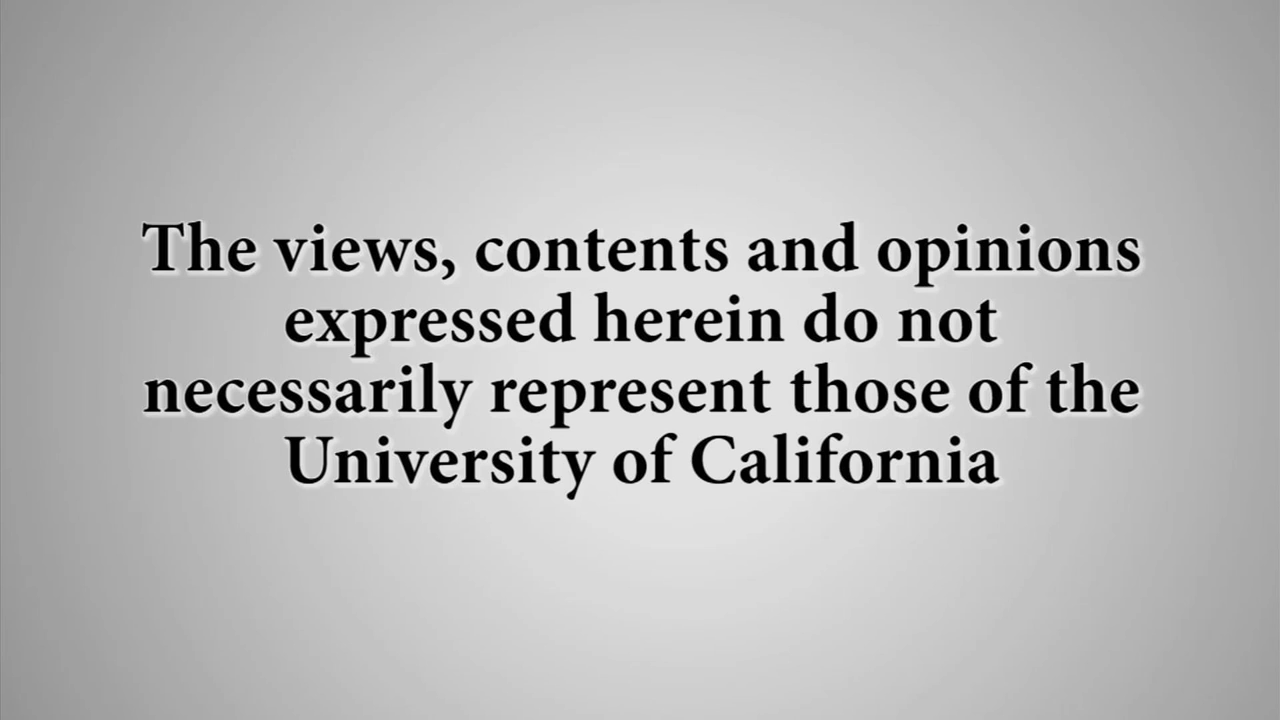 The views, contents and opinions
expressed herein do not
necessarily represent those of the
University of California